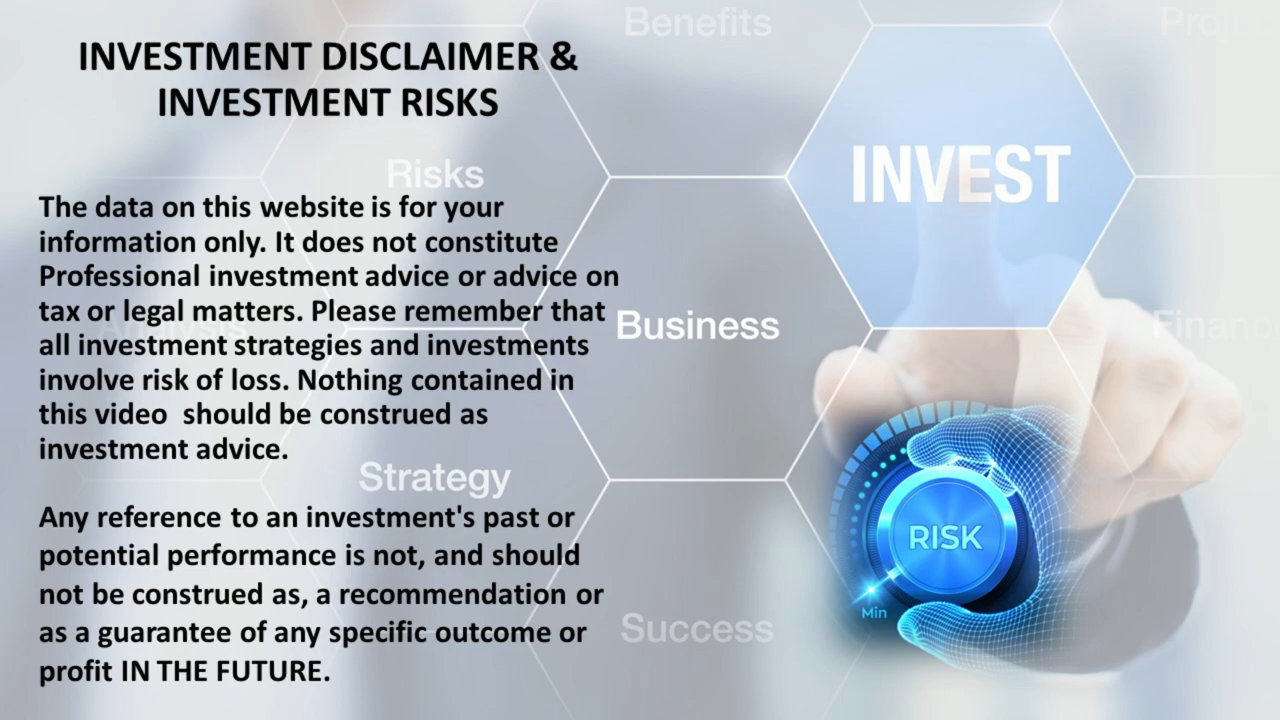 INVESTMENT DISCLAIMER &
INVESTMENT RISKS
The data on this website is for your
information only. It does not constitute
Professional investment advice or advice on
tax or legal matters. Please remember that
all investment strategies and investments
involve risk of loss. Nothing contained in
this video  should be construed as
investment advice.
Any reference to an investment's past or
potential performance is not, and should
not be construed as, a recommendation or
as a guarantee of any specific outcome or
profit IN THE FUTURE.
Benefits
Risks
INVEST
Business
Analysis
Strategy
Success
RISK
Min